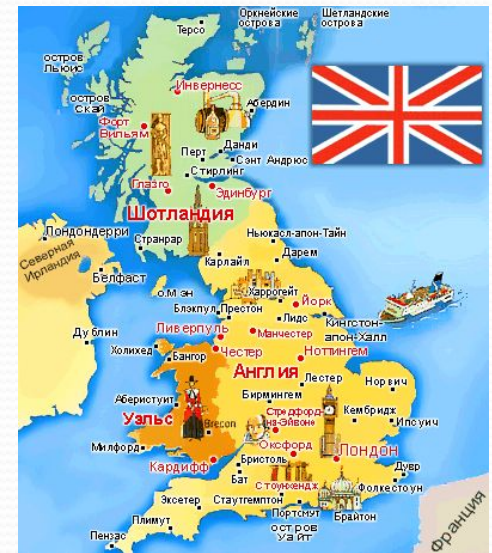 Оркнейские
острова
Шетландские
острова
Терсо
остров
Льюис
Инвернесс
остров
Скай
Абердин
Форт
Вильям
Данди
Перт
Сэнт Андрюс
Стирлинг
Глазго
Эдинбург
Шотландия
Лондондерри
Странрар
Ньюкасл-апон-Тайн
Северная
Ирландия
Карлайл
Дарем
Белфаст
о.Мэн
Харрогейт
Йорк
Блэкпул
Престон
Лидс
Кингстон-
апон-Халл
Дублин
Ливерпуль
Манчестер
Холихед
Честер
Ноттингем
Бангор
Англия
Лестер
Норвич
Аберистуит
Бирмингем
Уэльс
Стредфорд-
на-Эйвоне
Кембридж
Ипсуич
Brecon
Оксфорд
Милфорд
Лондон
Кардифф
Бристоль
Бат
Стоунхендж
Дувр
Фолкестоун
Эксетер
Стаутгемптон
Портсмут
Брайтон
Плимут
остров
Уайт
Пензас
Франция